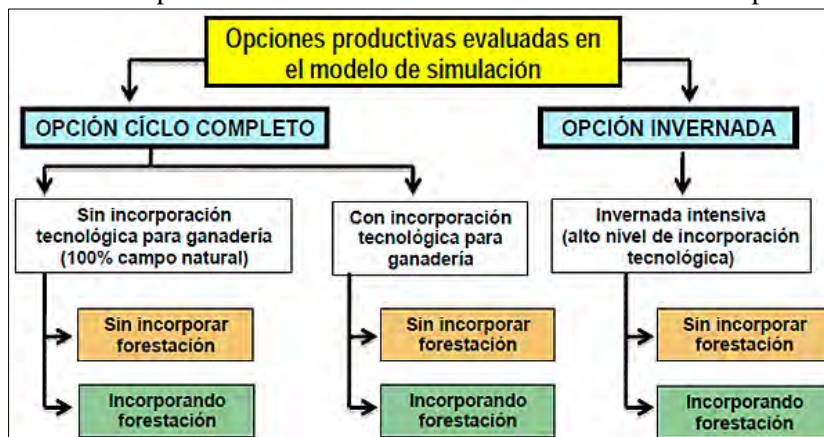 Opciones productivas evaluadas en
el modelo de simulación
OPCIÓN CÍCLO COMPLETO
OPCIÓN INVERNADA
Sin incorporación
tecnológica para ganadería
(100% campo natural)
Con incorporación
tecnológica para
ganadería
Invernada intensiva
(alto nivel de incorporación
tecnológica)
Sin incorporar
forestación
Sin incorporar
forestación
Sin incorporar
forestación
Incorporando
forestación
Incorporando
forestación
Incorporando
forestación